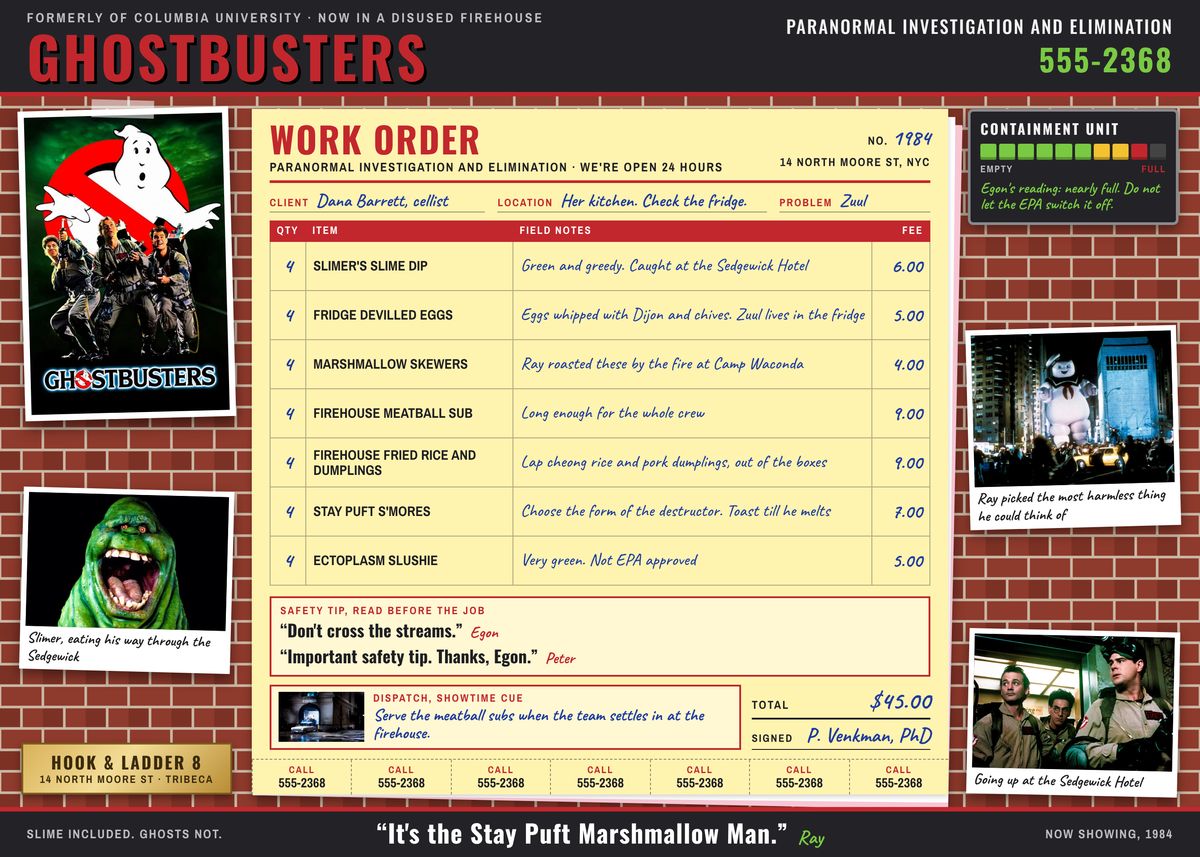 FORMERLY OF COLUMBIA UNIVERSITY · NOW IN A DISUSED FIREHOUSE
GHOSTBUSTERS
PARANORMAL INVESTIGATION AND ELIMINATION
555-2368
GHOSTBUSTERS
Slimer, eating his way through the
Sedgewick
HOOK & LADDER 8
14 NORTH MOORE ST · TRIBECA
WORK ORDER
PARANORMAL INVESTIGATION AND ELIMINATION · WE'RE OPEN 24 HOURS
NO. 1984
14 NORTH MOORE ST, NYC
CLIENT Dana Barrett, cellist LOCATION Her kitchen. Check the fridge. PROBLEM Zuul
QTY ITEM FIELD NOTES FEE
4 SLIMER'S SLIME DIP Green and greedy. Caught at the Sedgewick Hotel 6.00
4 FRIDGE DEVILLED EGGS Eggs whipped with Dijon and chives. Zuul lives in the fridge 5.00
4 MARSHMALLOW SKEWERS Ray roasted these by the fire at Camp Waconda 4.00
4 FIREHOUSE MEATBALL SUB Long enough for the whole crew 9.00
4 FIREHOUSE FRIED RICE AND
DUMPLINGS Lap cheong rice and pork dumplings, out of the boxes 9.00
4 STAY PUFT S'MORES Choose the form of the destructor. Toast till he melts 7.00
4 ECTOPLASM SLUSHIE Very green. Not EPA approved 5.00
SAFETY TIP, READ BEFORE THE JOB
“Don't cross the streams.” Egon
“Important safety tip. Thanks, Egon.” Peter
DISPATCH, SHOWTIME CUE
Serve the meatball subs when the team settles in at the
firehouse.
TOTAL $45.00
SIGNED P. Venkman, PhD
CALL CALL CALL CALL CALL CALL CALL
555-2368 555-2368 555-2368 555-2368 555-2368 555-2368 555-2368
CONTAINMENT UNIT
EMPTY FULL
Egon's reading: nearly full. Do not
let the EPA switch it off.
Ray picked the most harmless thing
he could think of
Going up at the Sedgewick Hotel
SLIME INCLUDED. GHOSTS NOT.
“It's the Stay Puft Marshmallow Man.” Ray
NOW SHOWING, 1984